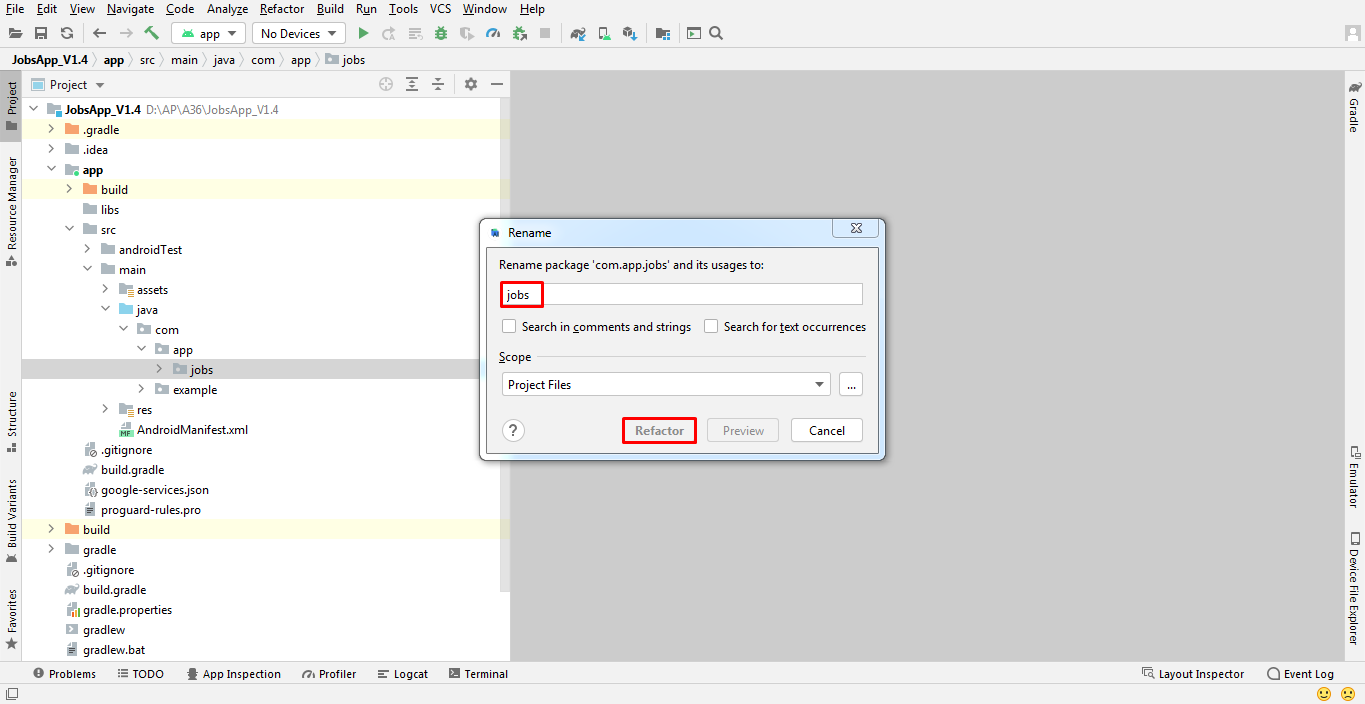 File Edit View Navigate Code Analyze Refactor Build Run Tools VCS Window Help
app No Devices
JobsApp_V1.4 app src main java com app jobs
Project
JobsApp_V1.4 D:\AP\A36\JobsApp_V1.4
.gradle
.idea
app
build
libs
src
androidTest
main
assets
java
com
app
jobs
example
res
MF AndroidManifest.xml
.gitignore
build.gradle
google-services.json
proguard-rules.pro
build
gradle
.gitignore
build.gradle
gradle.properties
gradlew
gradlew.bat
Project
Resource Manager
Structure
Build Variants
Favorites
Rename
Rename package 'com.app.jobs' and its usages to:
jobs
Search in comments and strings Search for text occurrences
Scope
Project Files ...
? Refactor Preview Cancel
Gradle
Emulator
Device File Explorer
Problems TODO App Inspection Profiler Logcat Terminal Layout Inspector Event Log